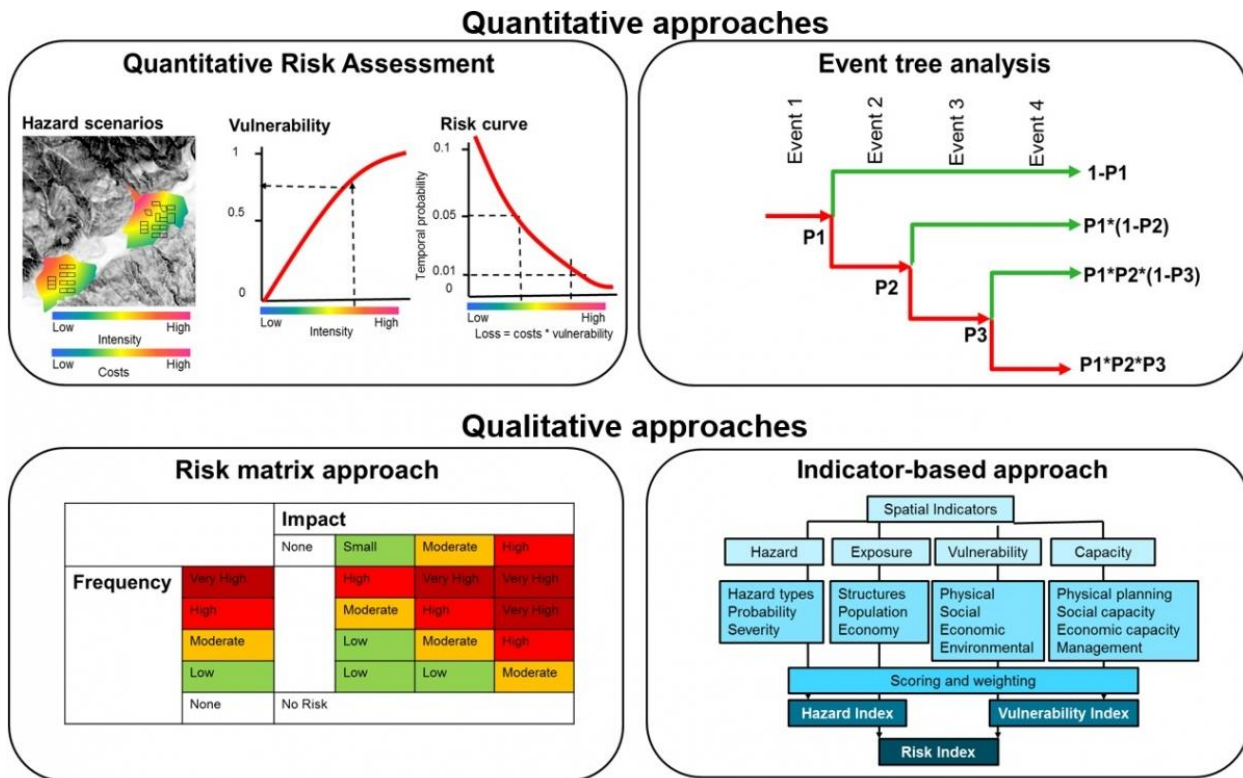 Quantitative approaches
Quantitative Risk Assessment
Hazard scenarios
Low High
Intensity
Low High
Costs
Vulnerability
1
0.5
0
Low High
Intensity
Risk curve
Temporal probability
0.1
0.05
0.01
0
Low High
Loss = costs * vulnerability
Event tree analysis
Event 1
Event 2
Event 3
Event 4
1-P1
P1
P1*(1-P2)
P2
P1*P2*(1-P3)
P3
P1*P2*P3
Qualitative approaches
Risk matrix approach
Impact
None Small Moderate High
Frequency
Very High High Very High Very High
High Moderate High Very High
Moderate Low Moderate High
Low Low Low Moderate
None No Risk
Indicator-based approach
Spatial Indicators
Hazard Exposure Vulnerability Capacity
Hazard types
Probability
Severity
Structures
Population
Economy
Physical
Social
Economic
Environmental
Physical planning
Social capacity
Economic capacity
Management
Scoring and weighting
Hazard Index Vulnerability Index
Risk Index